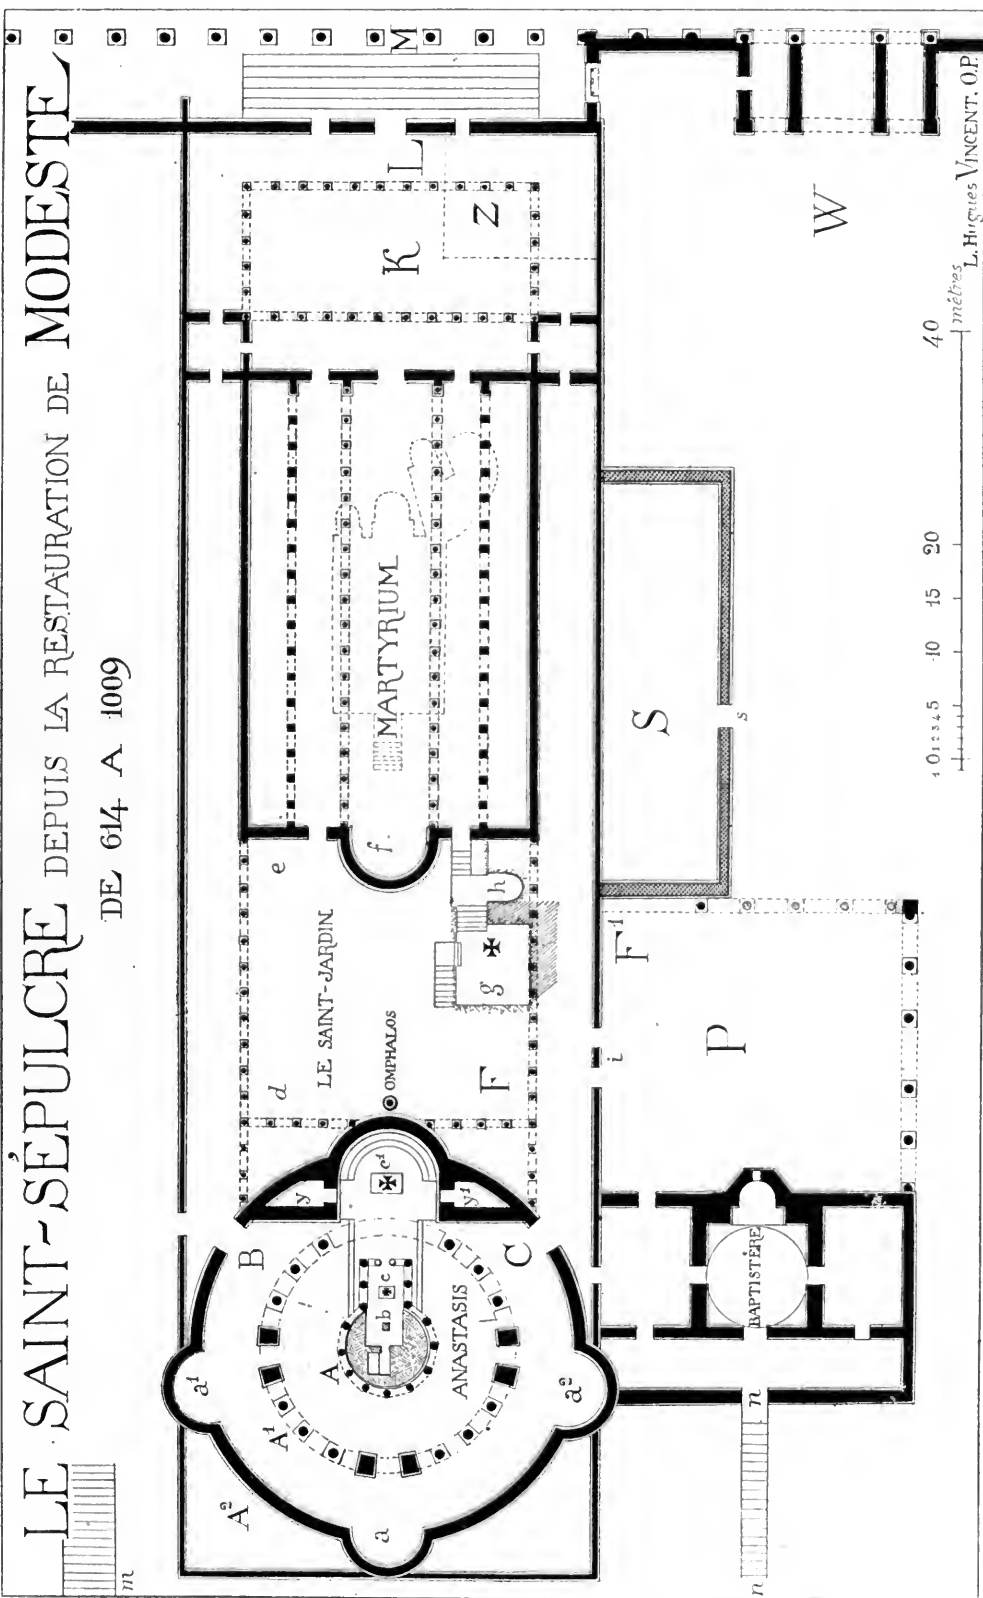 LE SAINT-SÉPULCRE DEPUIS LA RESTAURATION DE MODESTE
DE 614 A 1009
m
A²
a¹
a
A¹
A
B
C
ANASTASIS
a²
b
c
c¹
y
y¹
d
e
LE SAINT-JARDIN
OMPHALOS
F
g
h
f
MARTYRIUM
K
L
Z
M
i
F¹
P
BAPTISTÈRE
n
n
S
s
W
1 0 1 2 3 4 5 10 15 20 40 mètres
L. Hugues VINCENT. O.P.